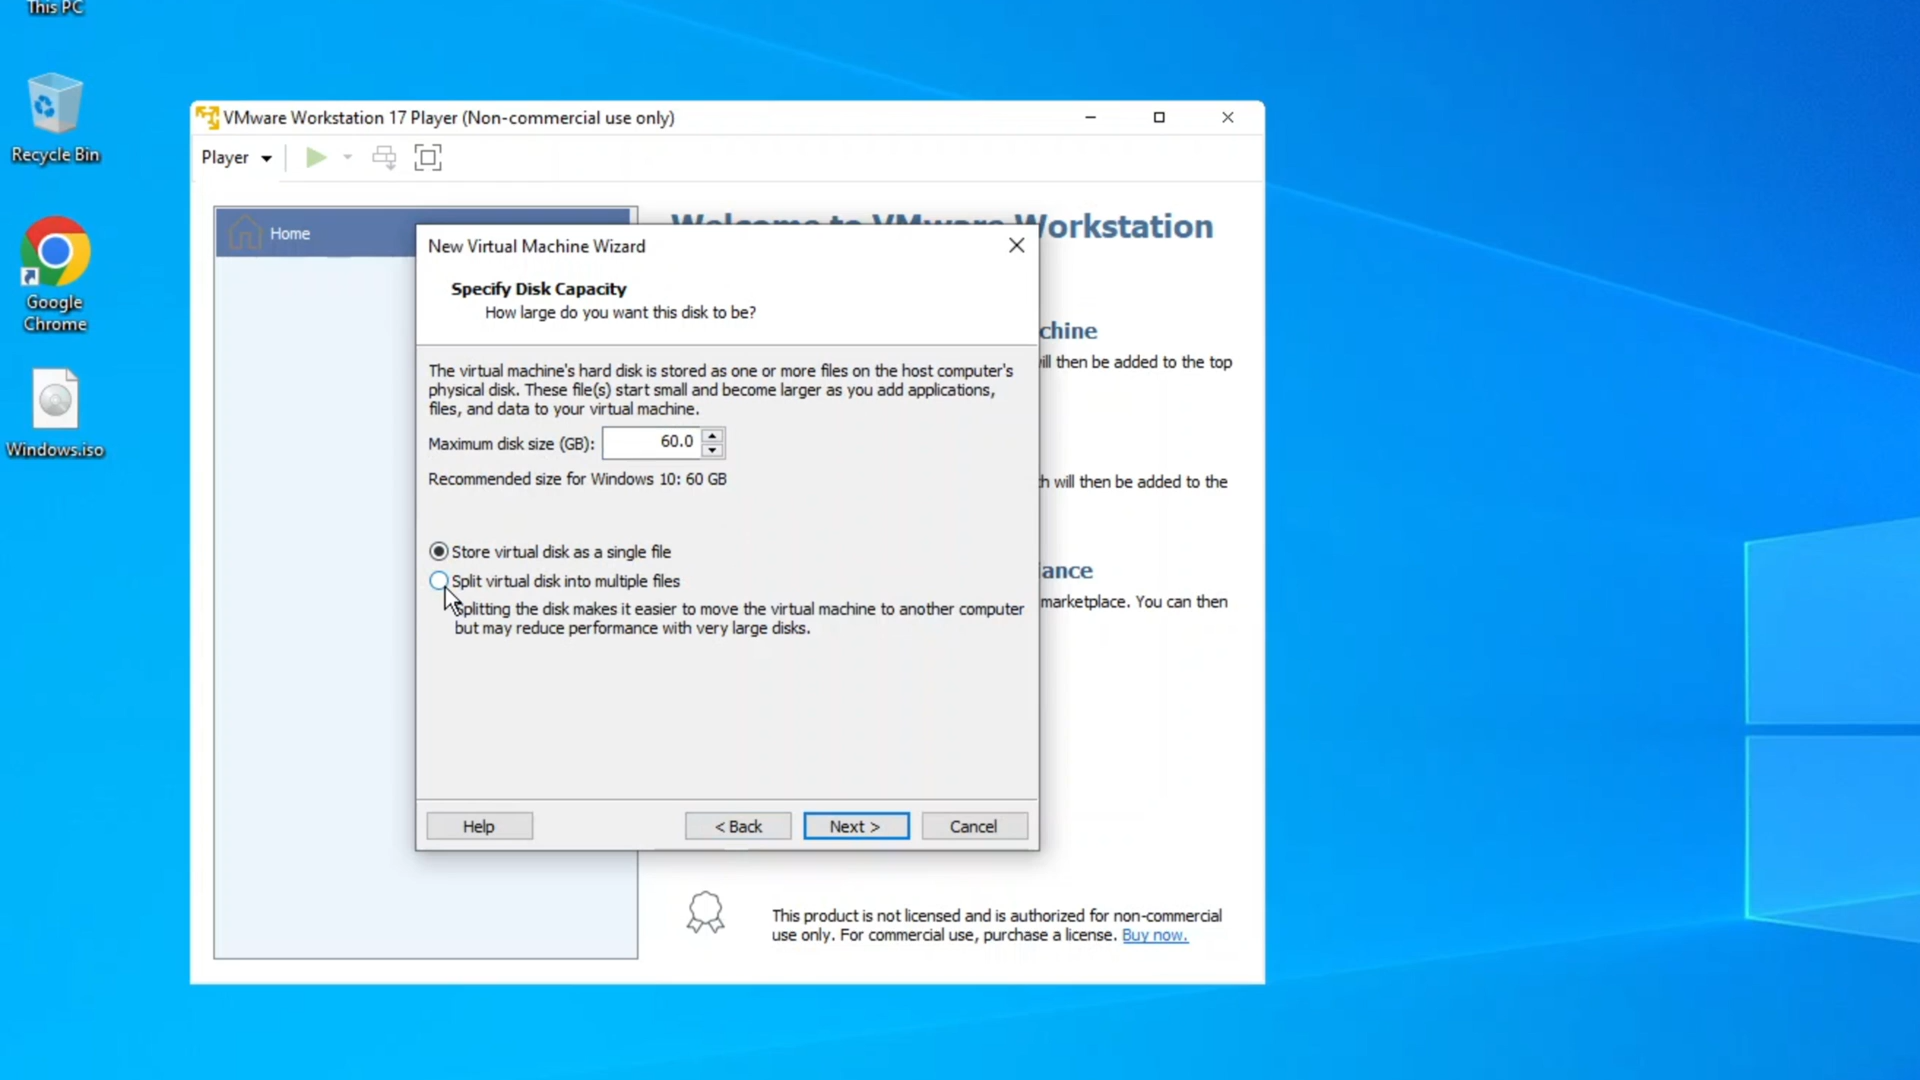 This PC
Recycle Bin
Google
Chrome
Windows.iso
VMware Workstation 17 Player (Non-commercial use only)
Player
Home
Welcome to VMware Workstation
chine
ill then be added to the top
h will then be added to the
iance
marketplace. You can then
New Virtual Machine Wizard
Specify Disk Capacity
How large do you want this disk to be?
The virtual machine's hard disk is stored as one or more files on the host computer's
physical disk. These file(s) start small and become larger as you add applications,
files, and data to your virtual machine.
Maximum disk size (GB): 60.0
Recommended size for Windows 10: 60 GB
Store virtual disk as a single file
Split virtual disk into multiple files
Splitting the disk makes it easier to move the virtual machine to another computer
but may reduce performance with very large disks.
Help
< Back
Next >
Cancel
This product is not licensed and is authorized for non-commercial
use only. For commercial use, purchase a license. Buy now.